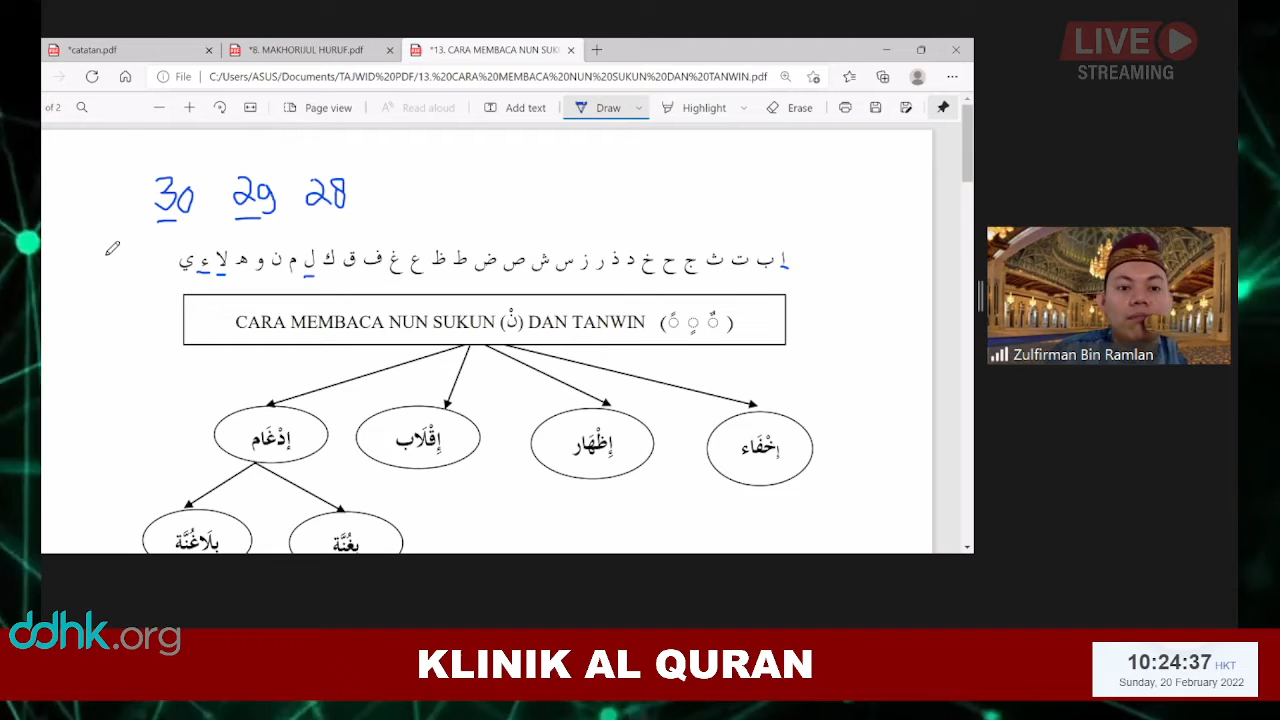 LIVE
STREAMING
*catatan.pdf
*8. MAKHORIJUL HURUF.pdf
*13. CARA MEMBACA NUN SUK
File
C:/Users/ASUS/Documents/TAJWID%20PDF/13.%20CARA%20MEMBACA%20NUN%20SUKUN%20DAN%20TANWIN.pdf
of 2
Page view
Read aloud
Add text
Draw
Highlight
Erase
30 29 28
ا ب ت ث ج ح خ د ذ ر ز س ش ص ض ط ظ ع غ ف ق ك ل م ن و ه لا ء ي
CARA MEMBACA NUN SUKUN (نْ) DAN TANWIN (ً ٍ ٌ )
إِخْفَاء
إِظْهَار
إِقْلَاب
إدْغَام
بِغُنَّة
بِلَاغُنَّة
Zulfirman Bin Ramlan
ddhk.org
KLINIK AL QURAN
10:24:37 HKT
Sunday, 20 February 2022